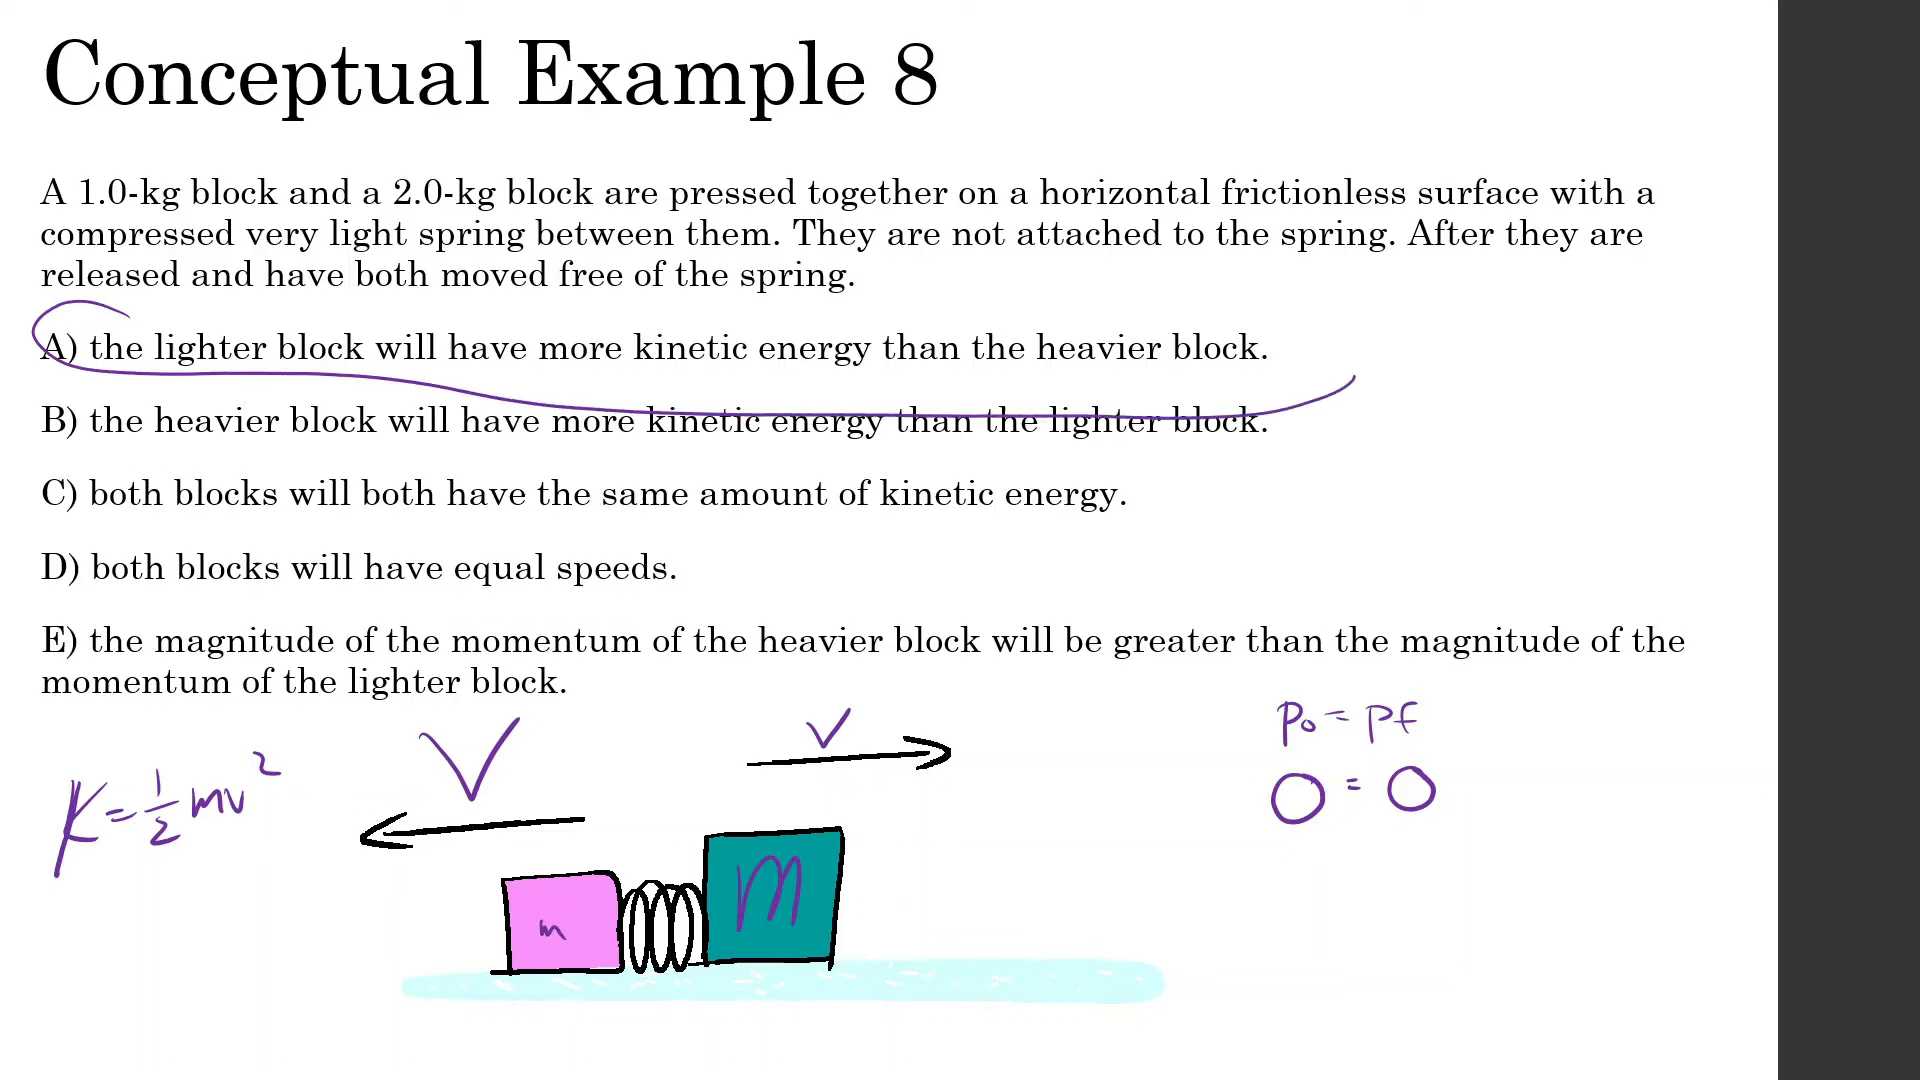 Conceptual Example 8
A 1.0-kg block and a 2.0-kg block are pressed together on a horizontal frictionless surface with a
compressed very light spring between them. They are not attached to the spring. After they are
released and have both moved free of the spring.
A) the lighter block will have more kinetic energy than the heavier block.
B) the heavier block will have more kinetic energy than the lighter block.
C) both blocks will both have the same amount of kinetic energy.
D) both blocks will have equal speeds.
E) the magnitude of the momentum of the heavier block will be greater than the magnitude of the
momentum of the lighter block.
p₀ = pf
0 = 0
K = ½ mv²
V
v
m
M